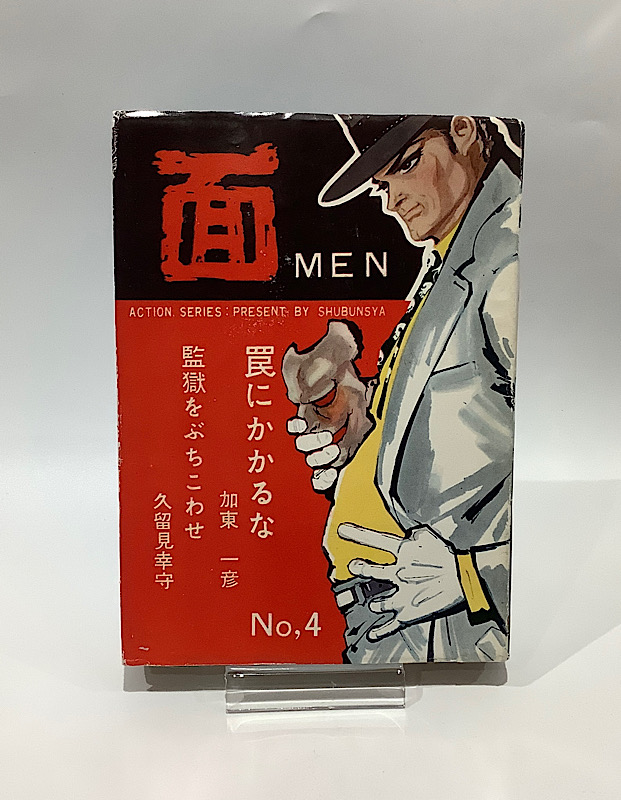 面
MEN
ACTION. SERIES: PRESENT. BY SHUBUNSYA
罠にかかるな
加東 一彦
監獄をぶちこわせ
久留見幸守
No,4